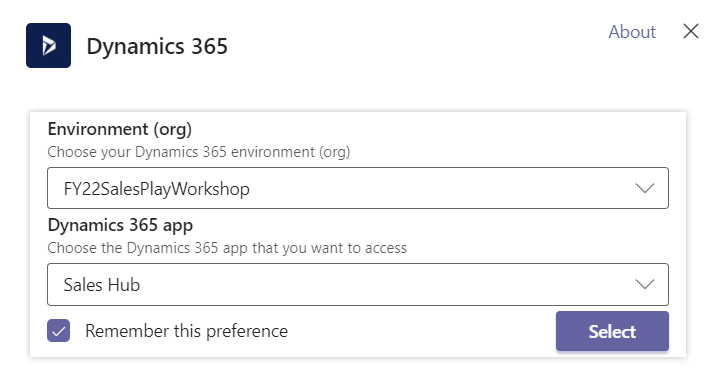 About
Dynamics 365
Environment (org)
Choose your Dynamics 365 environment (org)
FY22SalesPlayWorkshop
Dynamics 365 app
Choose the Dynamics 365 app that you want to access
Sales Hub
Remember this preference
Select